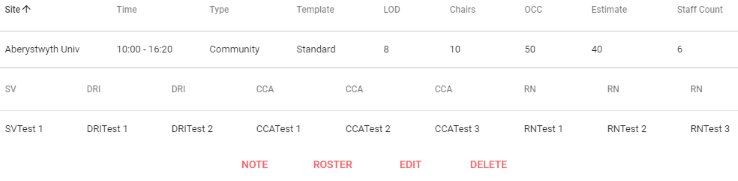 Site ↑ Time Type Template LOD Chairs OCC Estimate Staff Count
Aberystwyth Univ 10:00 - 16:20 Community Standard 8 10 50 40 6
SV DRI DRI CCA CCA CCA RN RN RN
SVTest 1 DRITest 1 DRITest 2 CCATest 1 CCATest 2 CCATest 3 RNTest 1 RNTest 2 RNTest 3
NOTE ROSTER EDIT DELETE